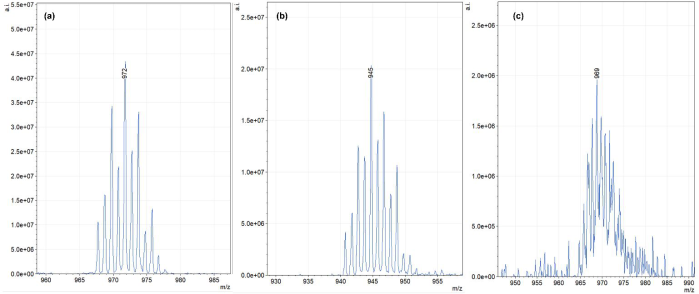 a.i.
(a)
5.5e+07
5.0e+07
4.5e+07
972
4.0e+07
3.5e+07
3.0e+07
2.5e+07
2.0e+07
1.5e+07
1.0e+07
5.0e+06
0.0e+00
960
965
970
975
980
985
m/z
a.i.
(b)
2.5e+07
2.0e+07
945
1.5e+07
1.0e+07
5.0e+06
0.0e+00
930
935
940
945
950
955
m/z
a.i.
(c)
2.5e+06
2.0e+06
969
1.5e+06
1.0e+06
5.0e+05
0.0e+00
950
955
960
965
970
975
980
985
m/z